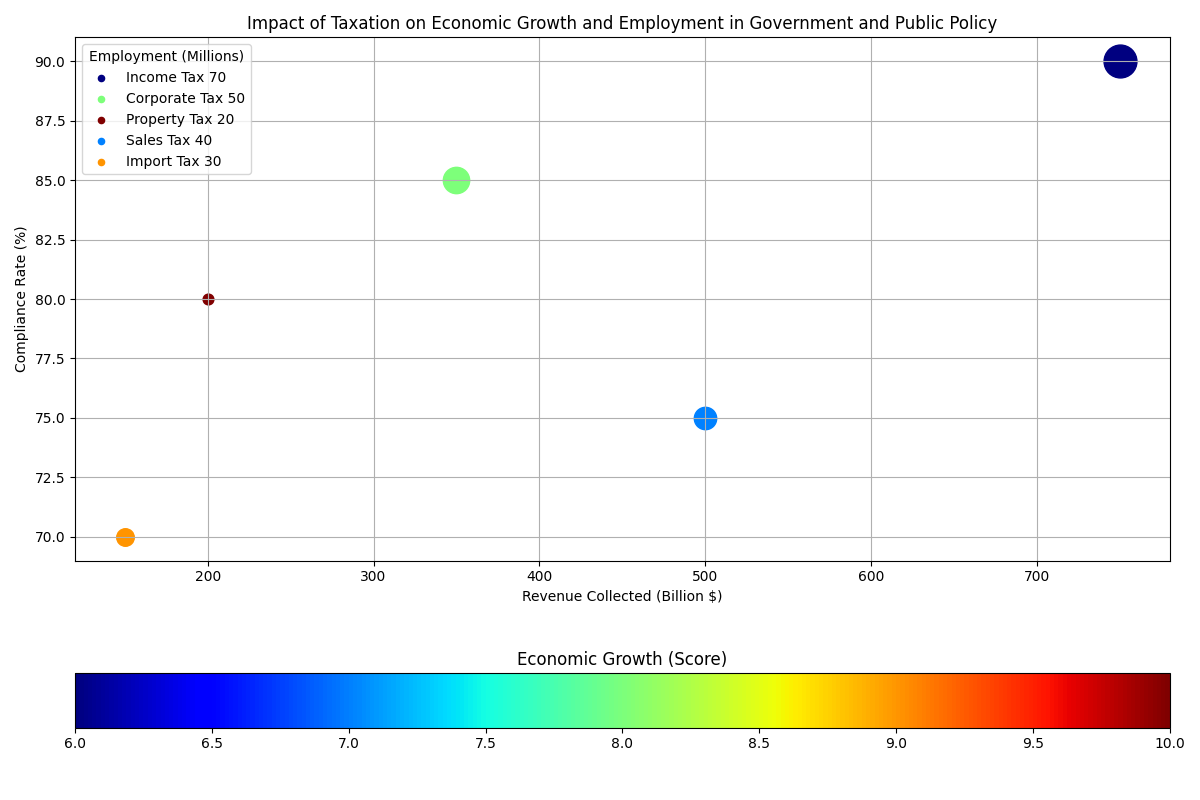 Impact of Taxation on Economic Growth and Employment in Government and Public Policy
Employment (Millions)
Income Tax 70
Corporate Tax 50
Property Tax 20
Sales Tax 40
Import Tax 30
Compliance Rate (%)
90.0
87.5
85.0
82.5
80.0
77.5
75.0
72.5
70.0
200 300 400 500 600 700
Revenue Collected (Billion $)
Economic Growth (Score)
6.0 6.5 7.0 7.5 8.0 8.5 9.0 9.5 10.0